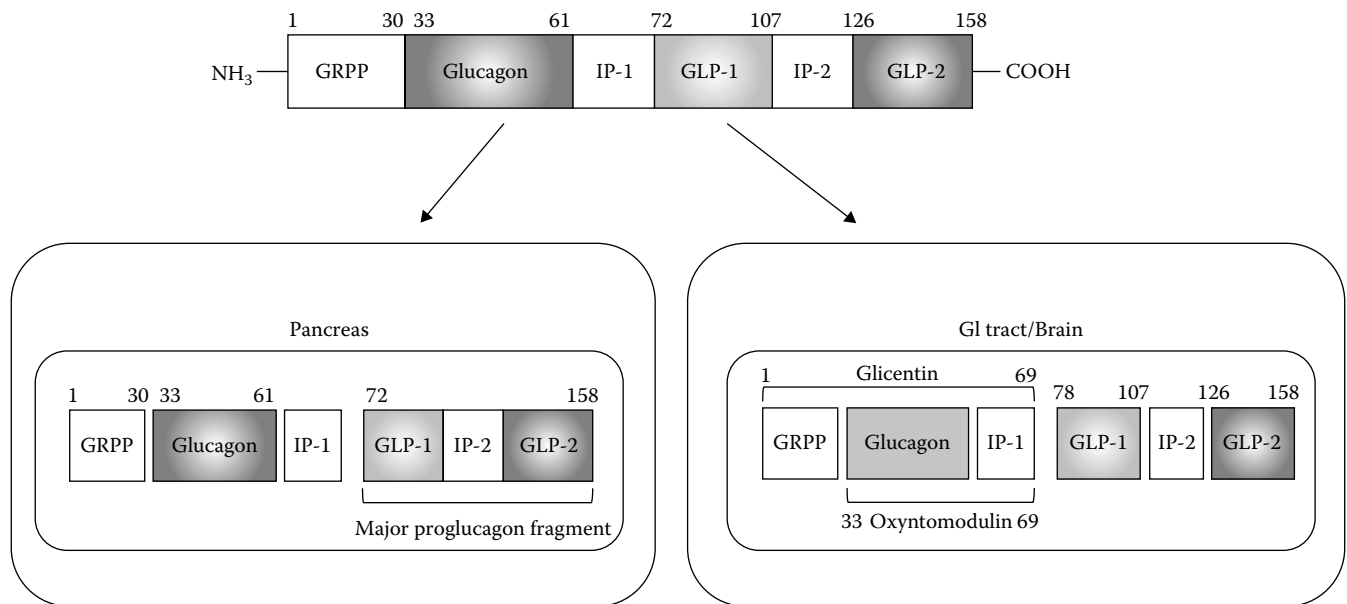 1 30 33 61 72 107 126 158
NH3 GRPP Glucagon IP-1 GLP-1 IP-2 GLP-2 COOH
Pancreas
1 30 33 61 72 158
GRPP Glucagon IP-1 GLP-1 IP-2 GLP-2
Major proglucagon fragment
Gl tract/Brain
1 Glicentin 69 78 107 126 158
GRPP Glucagon IP-1 GLP-1 IP-2 GLP-2
33 Oxyntomodulin 69